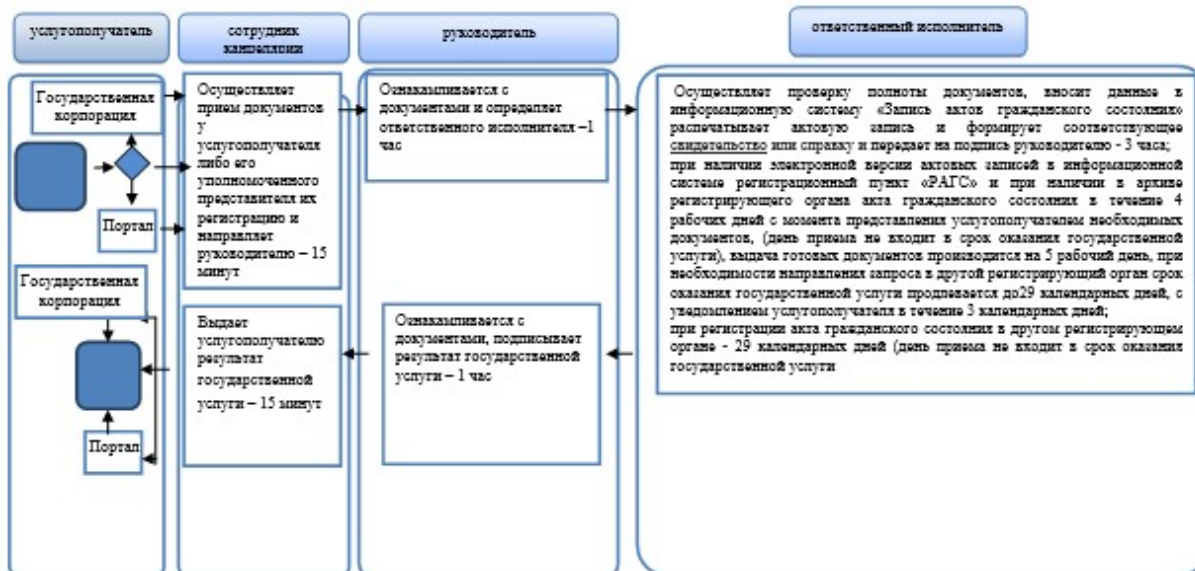 услугополучатель
сотрудник
канцелярии
руководитель
ответственный исполнитель
Государственная
корпорация
Портал
Государственная
корпорация
Портал
Осуществляет
прием документов
у
услугополучателя
либо его
уполномоченного
представителя их
регистрацию и
направляет
руководителю – 15
минут
Выдает
услугополучателю
результат
государственной
услуги – 15 минут
Ознакамливается с
документами и определяет
ответственного исполнителя –1
час
Ознакамливается с
документами, подписывает
результат государственной
услуги – 1 час
Осуществляет проверку полноты документов, вносит данные в
информационную систему «Запись актов гражданского состояния»
распечатывает актовую запись и формирует соответствующее
свидетельство или справку и передает на подпись руководителю - 3 часа;
при наличии электронной версии актовых записей в информационной
системе регистрационный пункт «РАГС» и при наличии в архиве
регистрирующего органа акта гражданского состояния в течение 4
рабочих дней с момента представления услугополучателем необходимых
документов, (день приема не входит в срок оказания государственной
услуги), выдача готовых документов производится на 5 рабочий день, при
необходимости направления запроса в другой регистрирующий орган срок
оказания государственной услуги продлевается до29 календарных дней, с
уведомлением услугополучателя в течение 3 календарных дней;
при регистрации акта гражданского состояния в другом регистрирующем
органе - 29 календарных дней (день приема не входит в срок оказания
государственной услуги